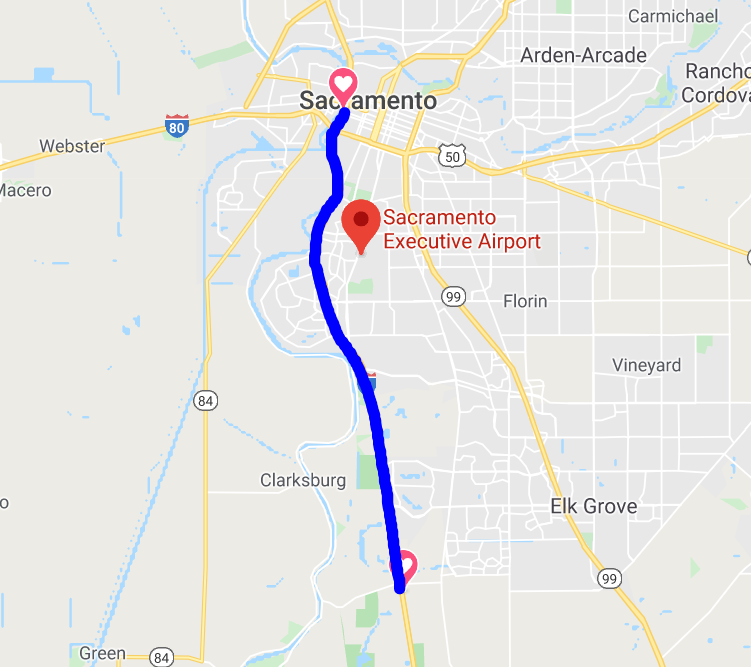 Carmichael
Arden-Arcade
Rancho
Cordova
Sacramento
80
Webster
50
Macero
Sacramento
Executive Airport
99
Florin
Vineyard
84
Clarksburg
Elk Grove
99
Green
84